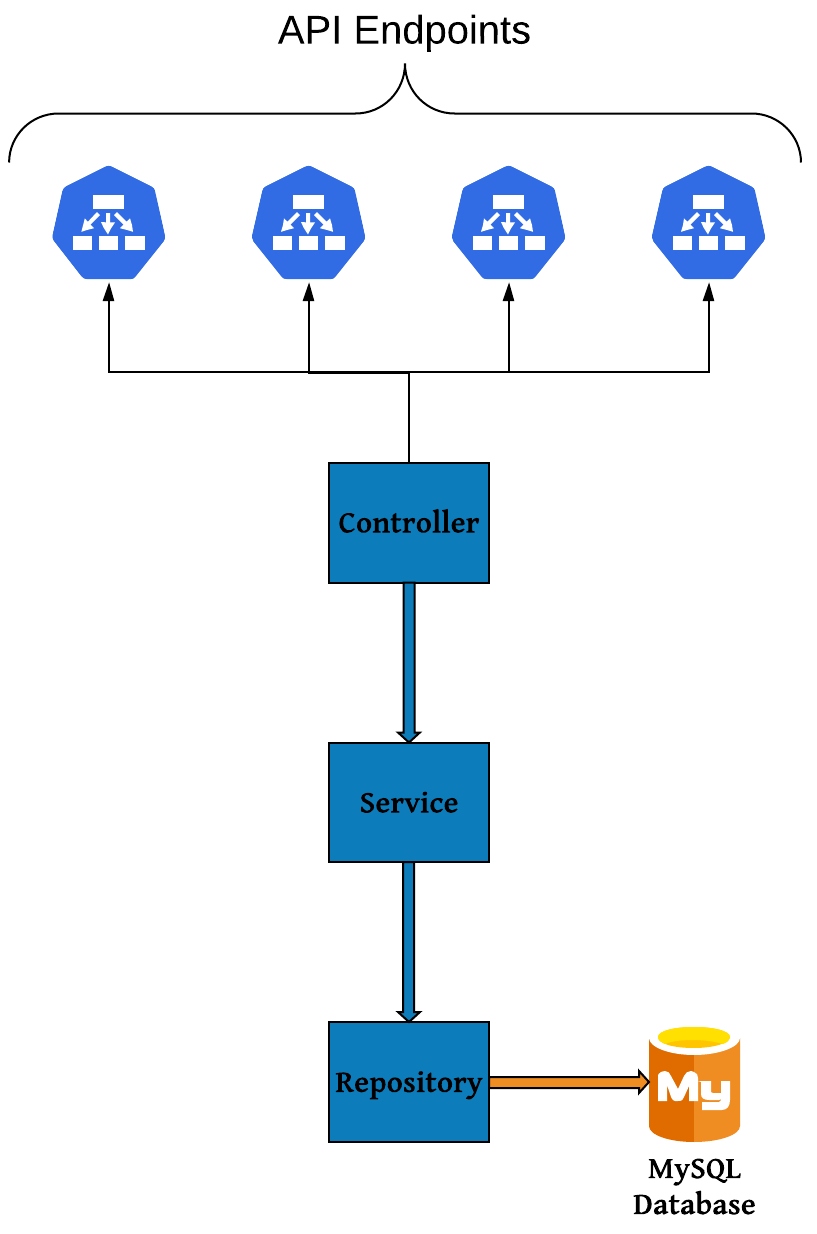 API Endpoints
Controller
Service
Repository
My
MySQL
Database